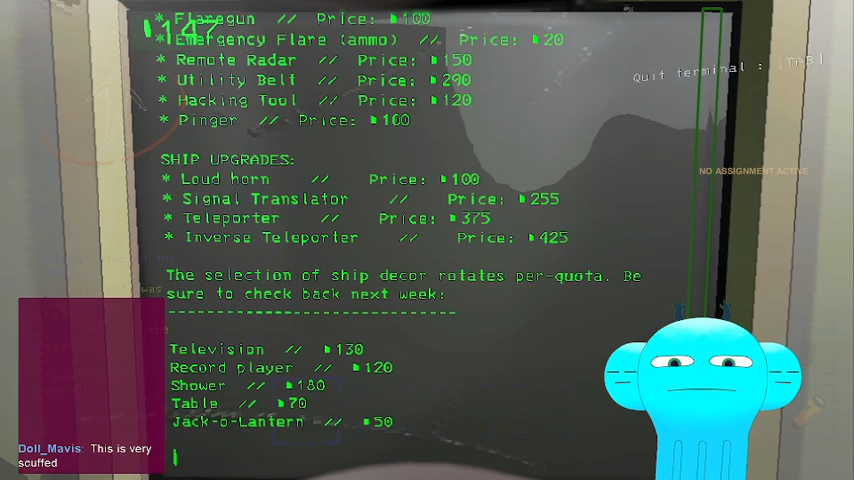 * Flaregun // Price: ▮100
▮147
* Emergency Flare (ammo) // Price: ▮20
* Remote Radar // Price: ▮150
* Utility Belt // Price: ▮290
* Hacking Tool // Price: ▮120
* Pinger // Price: ▮100
Quit terminal : [TAB]
NO ASSIGNMENT ACTIVE
SHIP UPGRADES:
* Loud horn // Price: ▮100
* Signal Translator // Price: ▮255
* Teleporter // Price: ▮375
* Inverse Teleporter // Price: ▮425
The selection of ship decor rotates per-quota. Be
sure to check back next week:
------------------------------
Television // ▮130
Record player // ▮120
Shower // ▮180
Table // ▮70
Jack-o-Lantern // ▮50
was
the
Doll_Mavis: This is very
scuffed